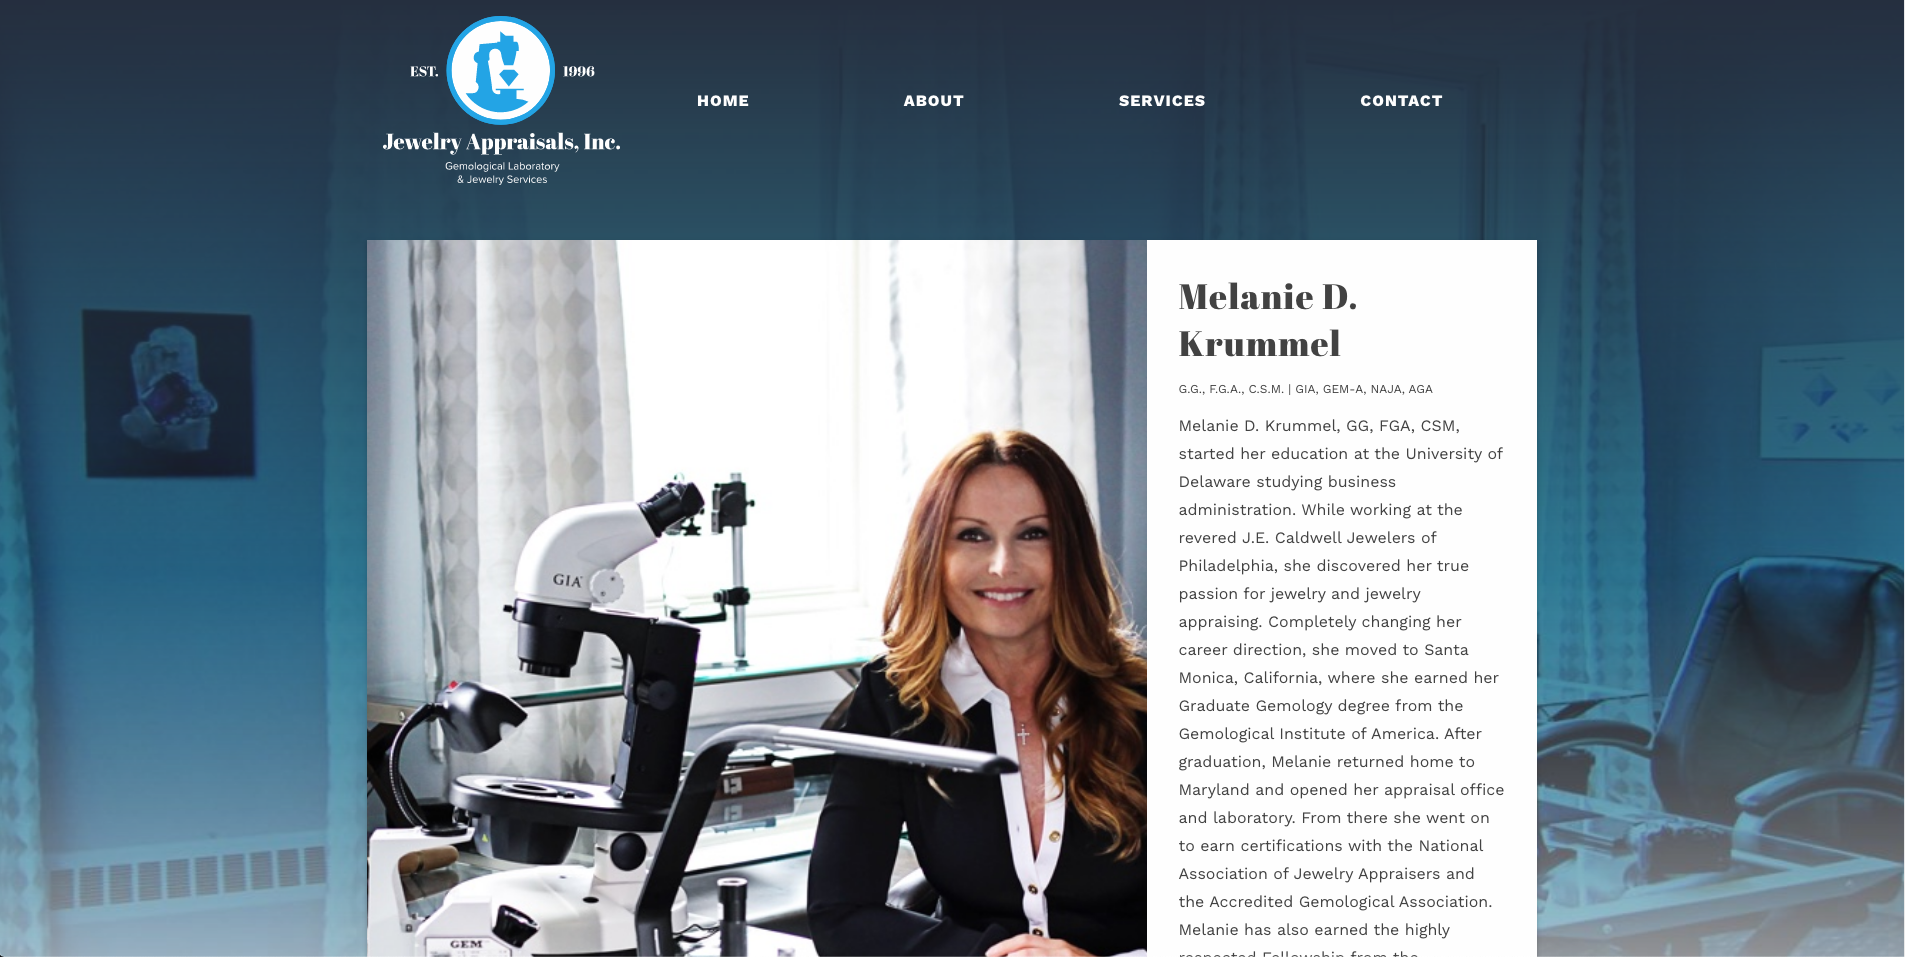 EST.
1996
Jewelry Appraisals, Inc.
Gemological Laboratory
& Jewelry Services
HOME
ABOUT
SERVICES
CONTACT
GIA
GEM
Melanie D.
Krummel
G.G., F.G.A., C.S.M. | GIA, GEM-A, NAJA, AGA
Melanie D. Krummel, GG, FGA, CSM,
started her education at the University of
Delaware studying business
administration. While working at the
revered J.E. Caldwell Jewelers of
Philadelphia, she discovered her true
passion for jewelry and jewelry
appraising. Completely changing her
career direction, she moved to Santa
Monica, California, where she earned her
Graduate Gemology degree from the
Gemological Institute of America. After
graduation, Melanie returned home to
Maryland and opened her appraisal office
and laboratory. From there she went on
to earn certifications with the National
Association of Jewelry Appraisers and
the Accredited Gemological Association.
Melanie has also earned the highly
respected Fellowship from the